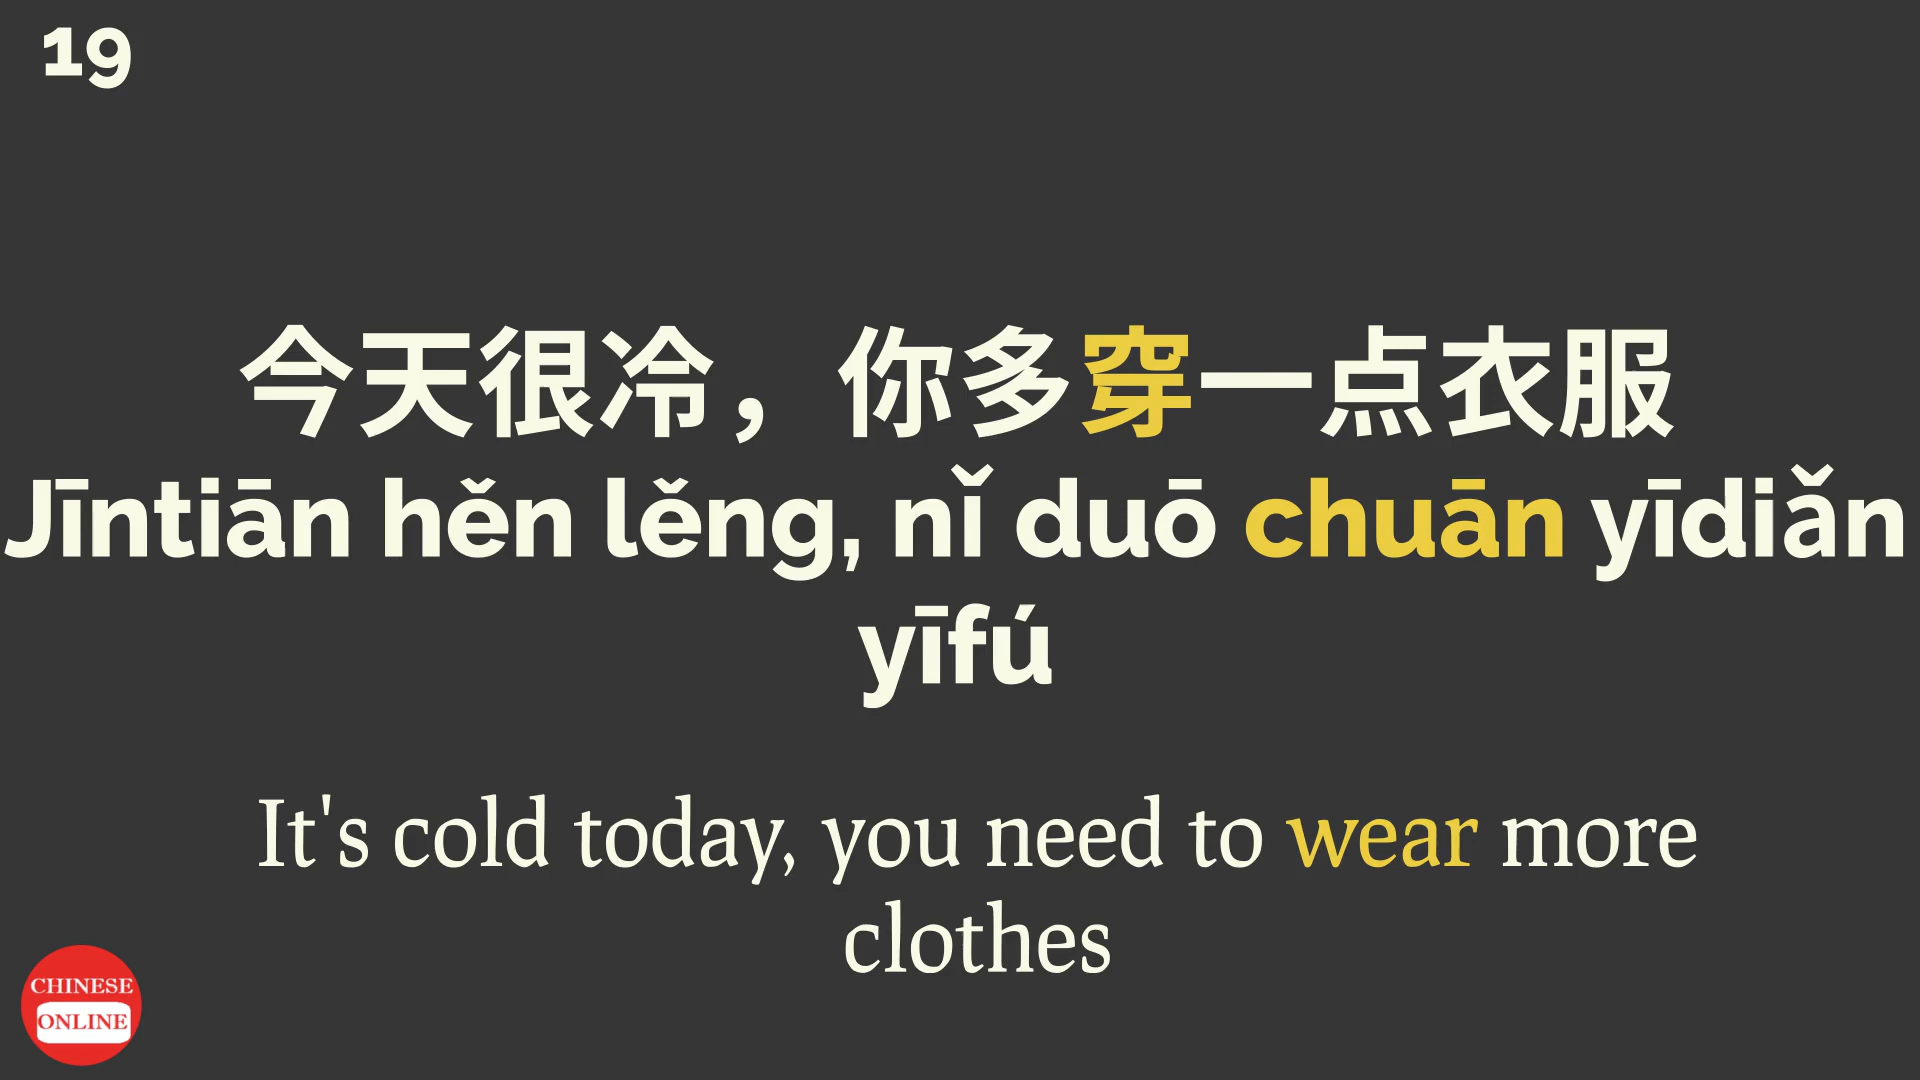 19
今天很冷，你多穿一点衣服
Jīntiān hěn lěng, nǐ duō chuān yīdiǎn
yīfú
It's cold today, you need to wear more
clothes
CHINESE
ONLINE